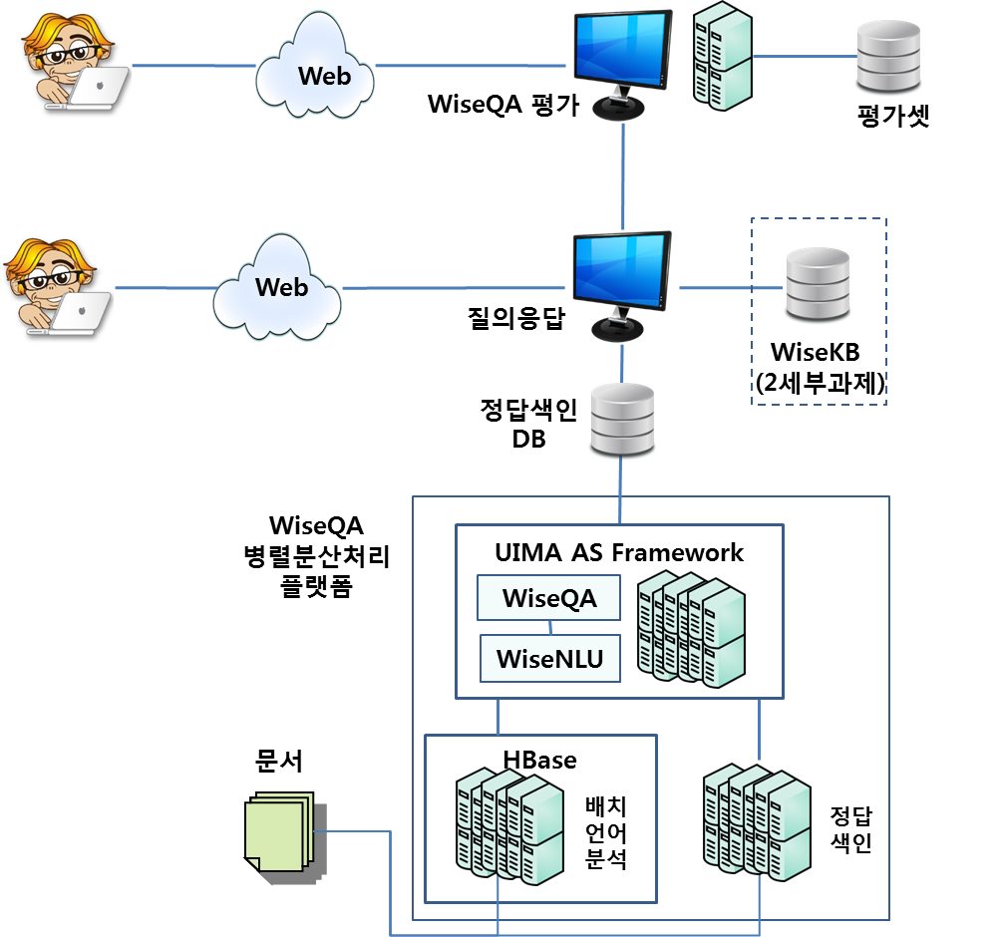 Web
WiseQA 평가
평가셋
Web
질의응답
WiseKB
(2세부과제)
정답색인
DB
WiseQA
병렬분산처리
플랫폼
UIMA AS Framework
WiseQA
WiseNLU
문서
HBase
배치
언어
분석
정답
색인